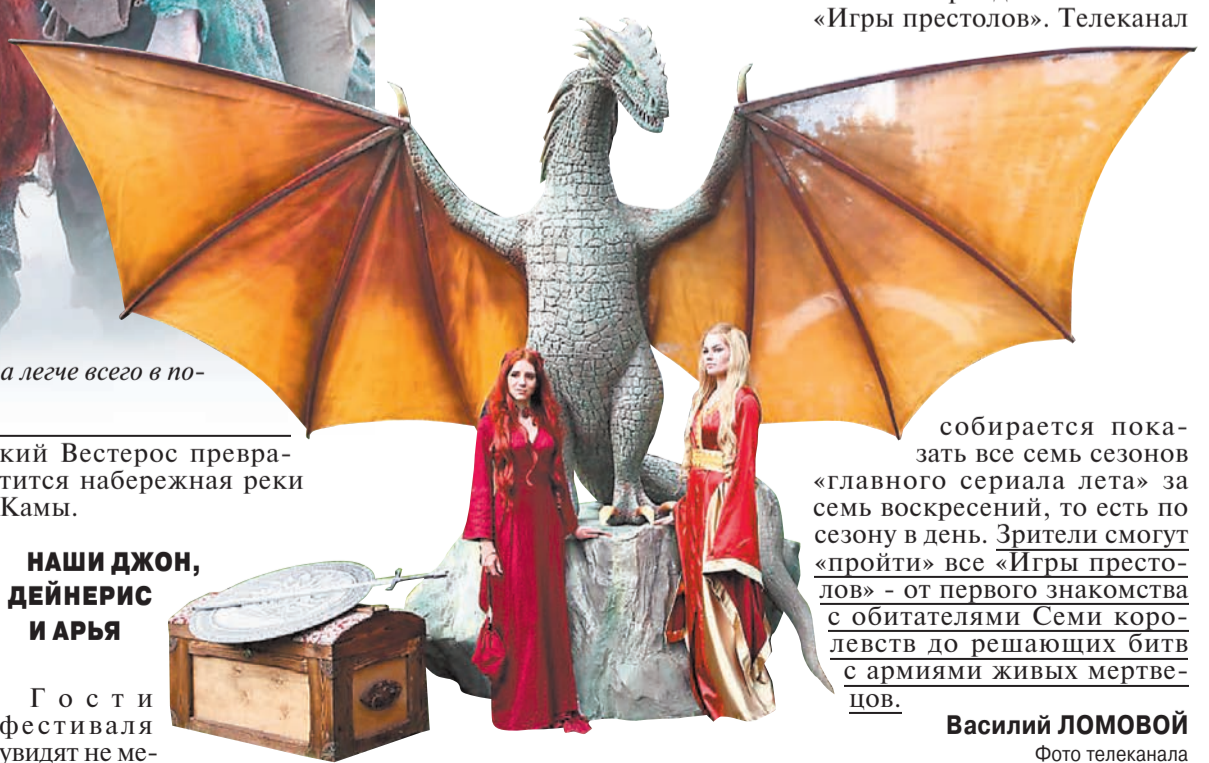 а легче всего в по-
кий Вестерос превра-
тится набережная реки
Камы.
НАШИ ДЖОН,
ДЕЙНЕРИС
И АРЬЯ
Гости
фестиваля
увидят не ме-
«Игры престолов». Телеканал
собирается пока-
зать все семь сезонов
«главного сериала лета» за
семь воскресений, то есть по
сезону в день. Зрители смогут
«пройти» все «Игры престо-
лов» - от первого знакомства
с обитателями Семи коро-
левств до решающих битв
с армиями живых мертве-
цов.
Василий ЛОМОВОЙ
Фото телеканала